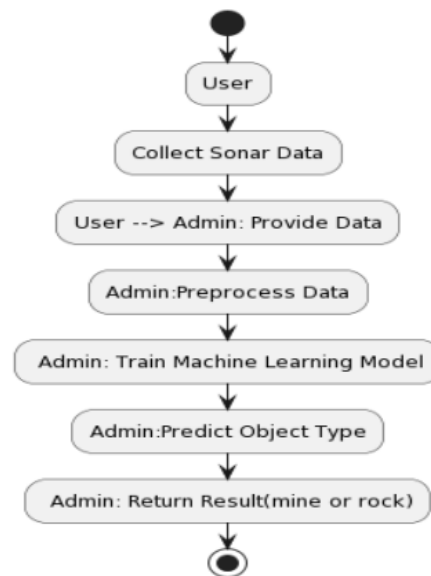 User
Collect Sonar Data
User --> Admin: Provide Data
Admin:Preprocess Data
Admin: Train Machine Learning Model
Admin:Predict Object Type
Admin: Return Result(mine or rock)